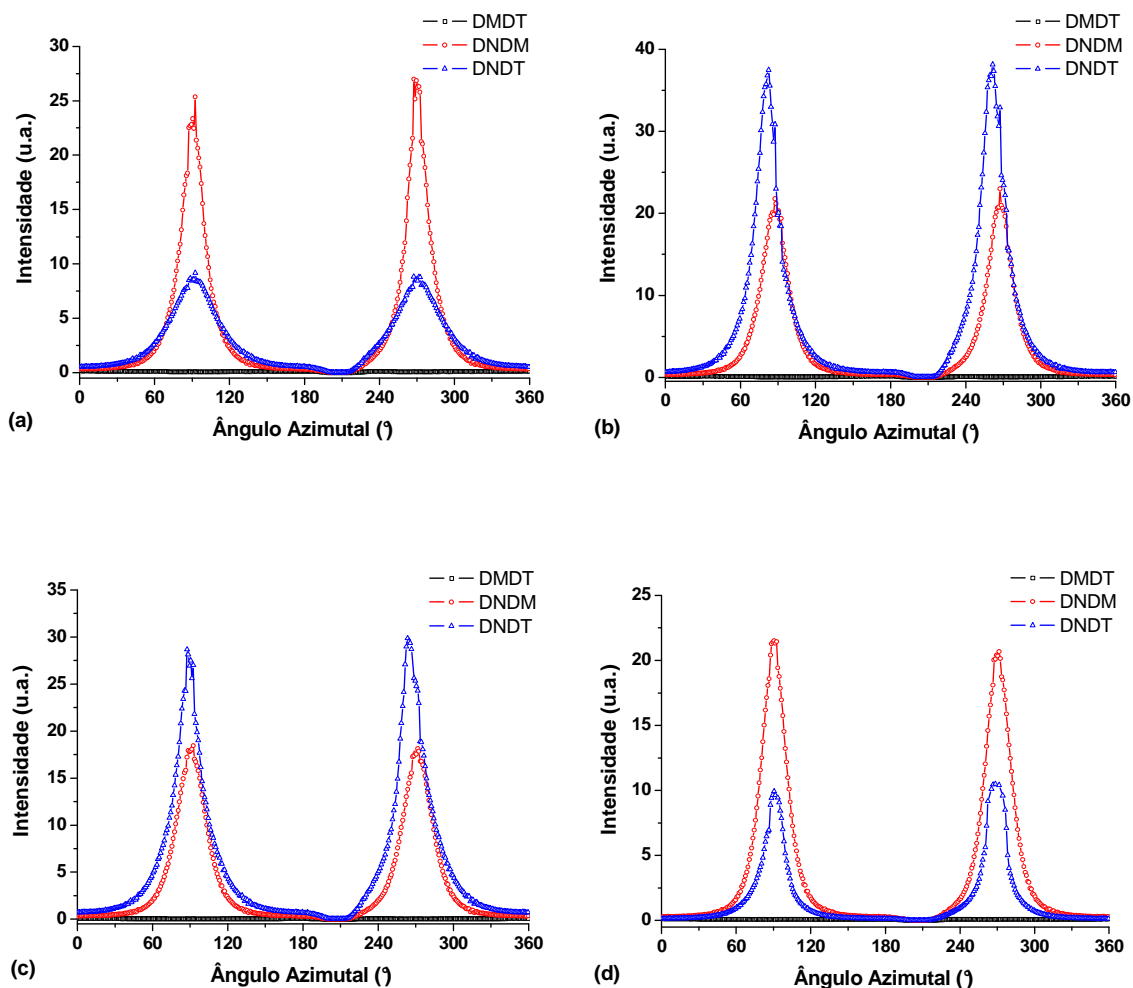 DMDT
DNDM
DNDT
30
25
20
15
10
5
0
Intensidade (u.a.)
0 60 120 180 240 300 360
Ângulo Azimutal (°)
(a)
DMDT
DNDM
DNDT
40
30
20
10
0
Intensidade (u.a.)
0 60 120 180 240 300 360
Ângulo Azimutal (°)
(b)
DMDT
DNDM
DNDT
35
30
25
20
15
10
5
0
Intensidade (u.a.)
0 60 120 180 240 300 360
Ângulo Azimutal (°)
(c)
DMDT
DNDM
DNDT
25
20
15
10
5
0
Intensidade (u.a.)
0 60 120 180 240 300 360
Ângulo Azimutal (°)
(d)